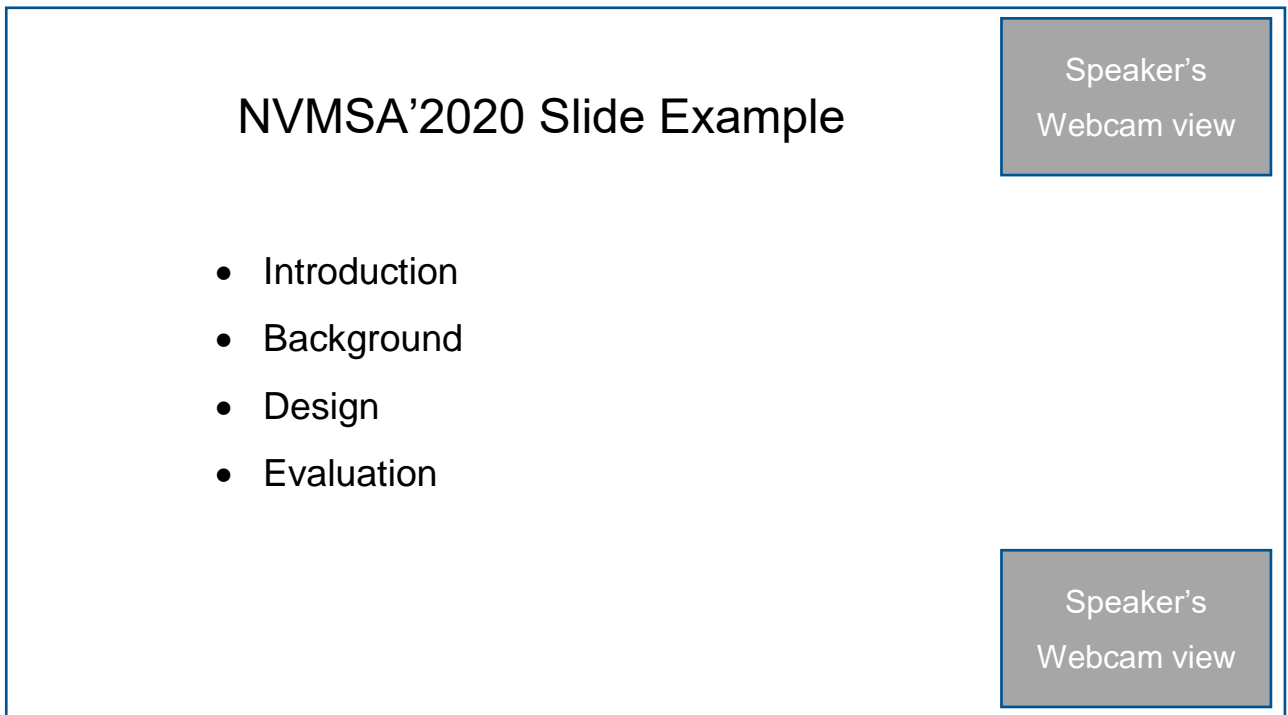 NVMSA’2020 Slide Example
Speaker’s
Webcam view
• Introduction
• Background
• Design
• Evaluation
Speaker’s
Webcam view